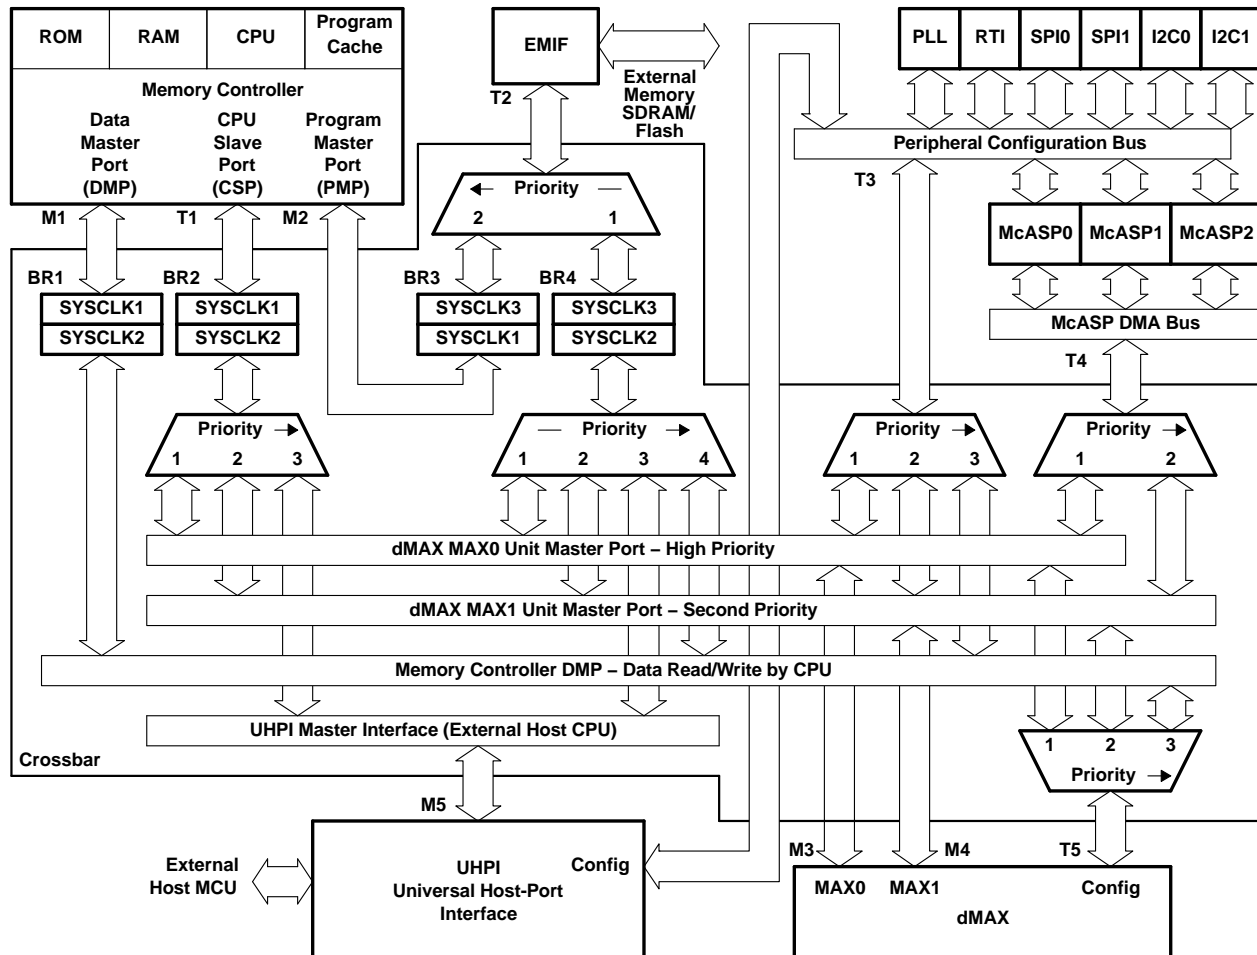 ROM RAM CPU Program Cache
Memory Controller
Data Master Port (DMP)
CPU Slave Port (CSP)
Program Master Port (PMP)
EMIF
External
Memory
SDRAM/
Flash
PLL RTI SPI0 SPI1 I2C0 I2C1
T2
Peripheral Configuration Bus
T3
M1 T1 M2
Priority
2 1
McASP0 McASP1 McASP2
BR1 BR2 BR3 BR4
SYSCLK1 SYSCLK1 SYSCLK3 SYSCLK3
SYSCLK2 SYSCLK2 SYSCLK1 SYSCLK2
McASP DMA Bus
T4
Priority Priority Priority Priority
1 2 3 1 2 3 4 1 2 3 1 2
dMAX MAX0 Unit Master Port – High Priority
dMAX MAX1 Unit Master Port – Second Priority
Memory Controller DMP – Data Read/Write by CPU
UHPI Master Interface (External Host CPU)
1 2 3
Priority
Crossbar
M5
M3 M4 T5
External
Host MCU
UHPI
Universal Host-Port
Interface
Config
MAX0 MAX1 Config
dMAX